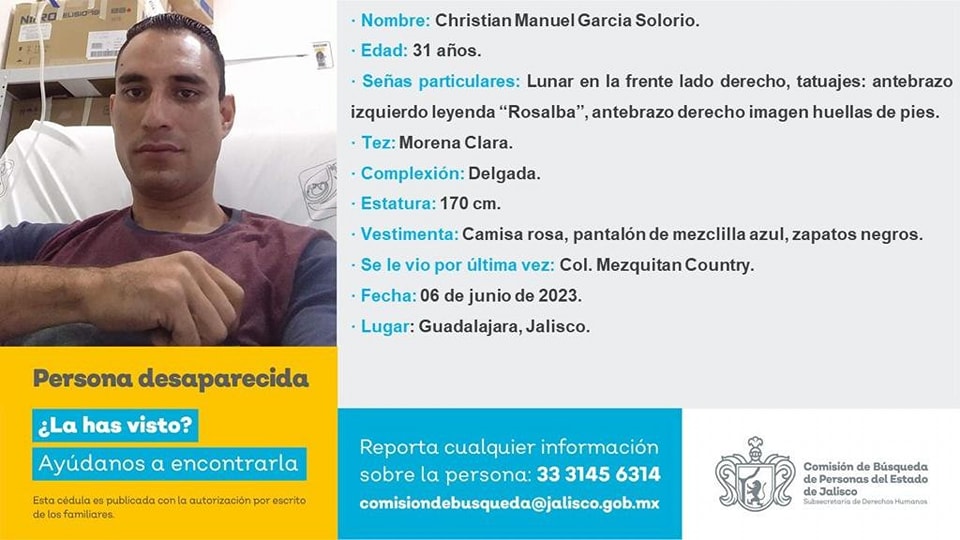 · Nombre: Christian Manuel Garcia Solorio.
· Edad: 31 años.
· Señas particulares: Lunar en la frente lado derecho, tatuajes: antebrazo
izquierdo leyenda “Rosalba”, antebrazo derecho imagen huellas de pies.
· Tez: Morena Clara.
· Complexión: Delgada.
· Estatura: 170 cm.
· Vestimenta: Camisa rosa, pantalón de mezclilla azul, zapatos negros.
· Se le vio por última vez: Col. Mezquitan Country.
· Fecha: 06 de junio de 2023.
· Lugar: Guadalajara, Jalisco.
Persona desaparecida
¿La has visto?
Ayúdanos a encontrarla
Esta cédula es publicada con la autorización por escrito
de los familiares.
Reporta cualquier información
sobre la persona: 33 3145 6314
comisiondebusqueda@jalisco.gob.mx
Comisión de Búsqueda
de Personas del Estado
de Jalisco
Subsecretaría de Derechos Humanos